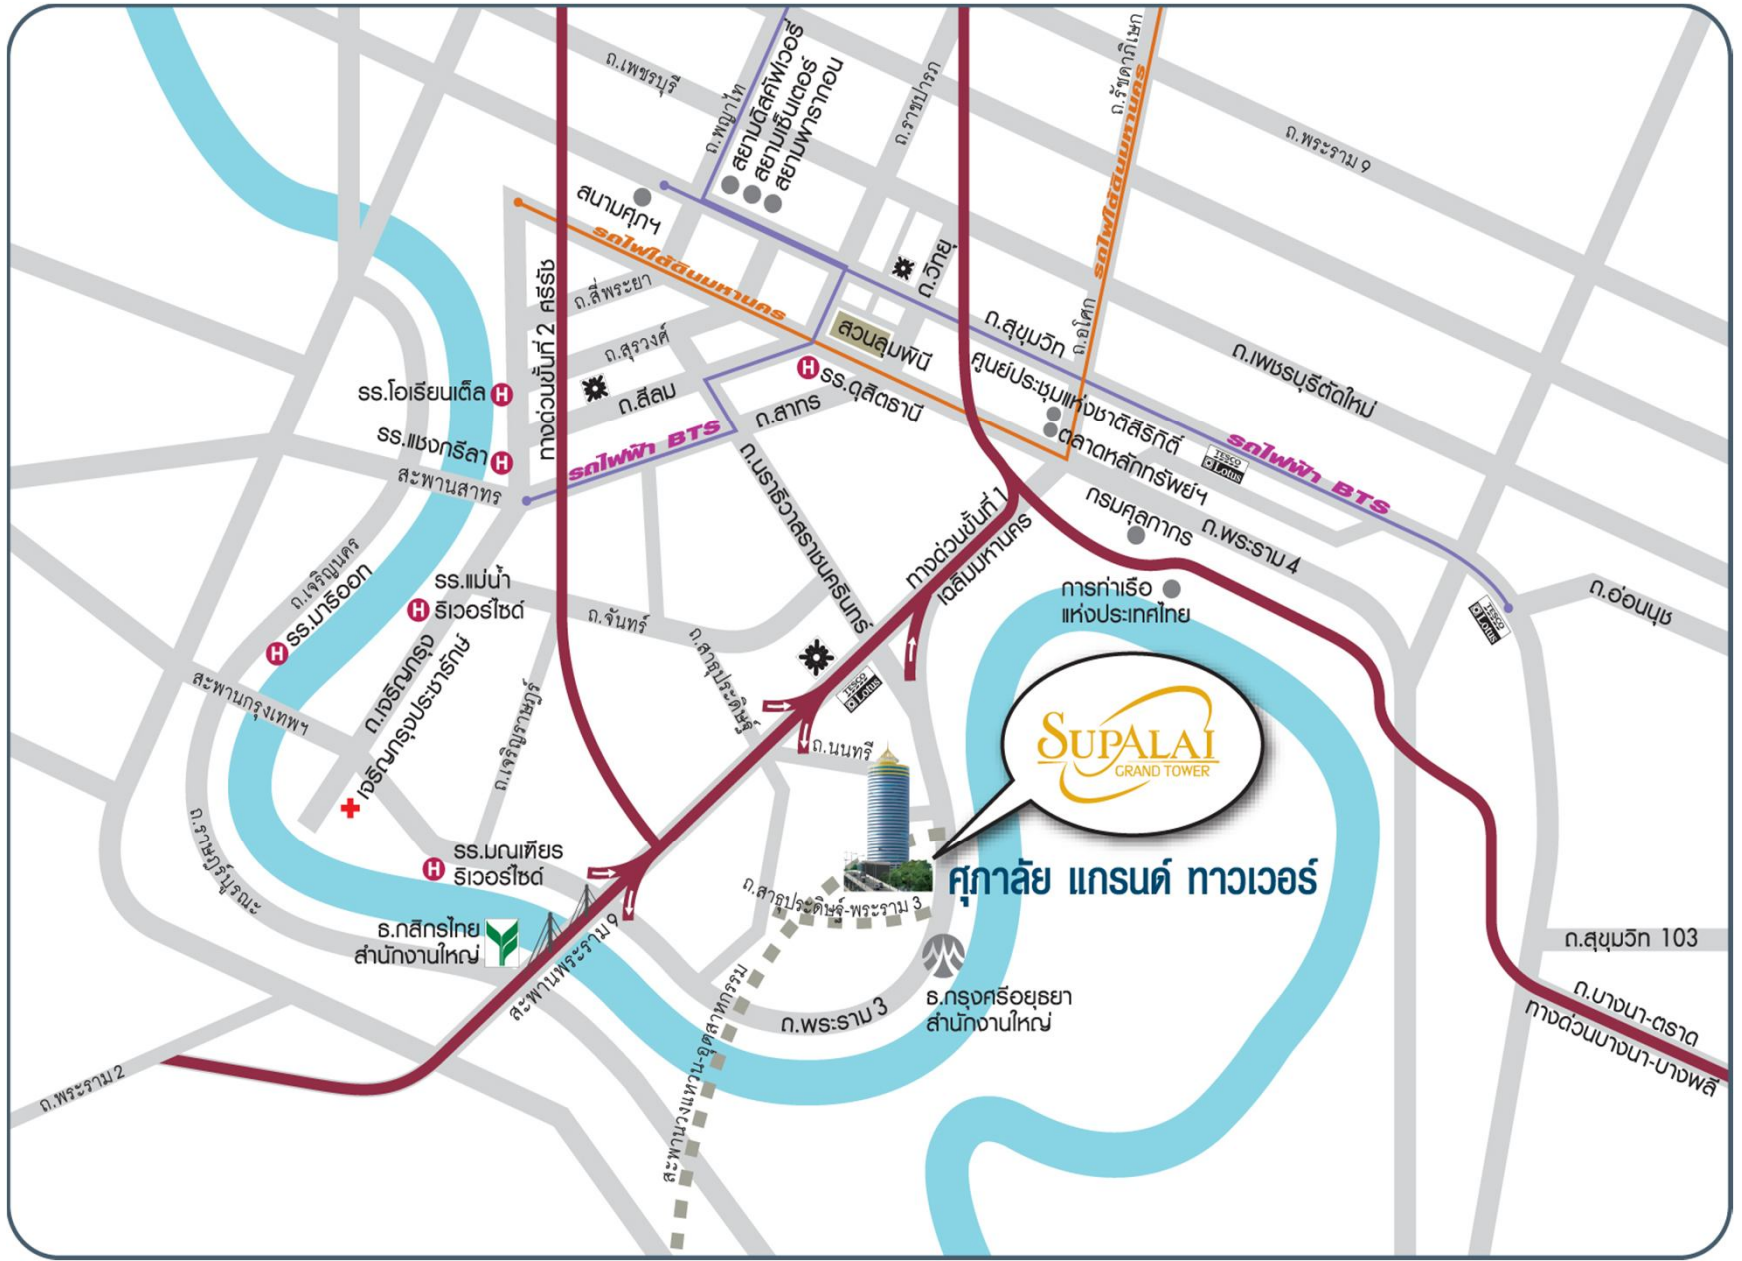 ถ.เพชรบุรี
ถ.พญาไท
สยามดิสคัฟเวอรี่
สยามเซ็นเตอร์
สยามพารากอน
ถ.ราชปรารภ
ถ.รัชดาภิเษก
รถไฟใต้ดินมหานคร
ถ.พระราม 9
สนามศุภฯ
รถไฟใต้ดินมหานคร
ทางด่วนขั้นที่ 2 ศรีรัช
ถ.สี่พระยา
ถ.สุรวงศ์
ถ.สีลม
ถ.วิทยุ
สวนลุมพินี
ถ.สุขุมวิท
ถ.อโศก
ถ.เพชรบุรีตัดใหม่
รร.โอเรียนเต็ล
H
รร.แชงกรีลา
H
สะพานสาทร
H
รร.ดุสิตธานี
ถ.สาทร
รถไฟฟ้า BTS
ศูนย์ประชุมแห่งชาติสิริกิติ์
ตลาดหลักทรัพย์ฯ
TESCO
Lotus
รถไฟฟ้า BTS
กรมศุลกากร
ถ.พระราม 4
ถ.นราธิวาสราชนครินทร์
ทางด่วนขั้นที่ 1
เฉลิมมหานคร
การท่าเรือ
แห่งประเทศไทย
TESCO
Lotus
ถ.อ่อนนุช
ถ.เจริญนคร
รร.มาริออท
H
รร.แม่น้ำ
ริเวอร์ไซด์
H
ถ.จันทร์
ถ.สาธุประดิษฐ์
สะพานกรุงเทพฯ
ถ.เจริญกรุง
เจริญกรุงประชารักษ์
ถ.เจริญราษฎร์
TESCO
Lotus
ถ.นนทรี
SUPALAI
GRAND TOWER
ศุภาลัย แกรนด์ ทาวเวอร์
ถ.ราษฎร์บูรณะ
รร.มณเฑียร
ริเวอร์ไซด์
H
ธ.กสิกรไทย
สำนักงานใหญ่
สะพานพระราม 9
ถ.สาธุประดิษฐ์-พระราม 3
ถ.พระราม 3
ธ.กรุงศรีอยุธยา
สำนักงานใหญ่
สะพานวงแหวน-อุตสาหกรรม
ถ.พระราม 2
ถ.สุขุมวิท 103
ถ.บางนา-ตราด
ทางด่วนบางนา-บางพลี